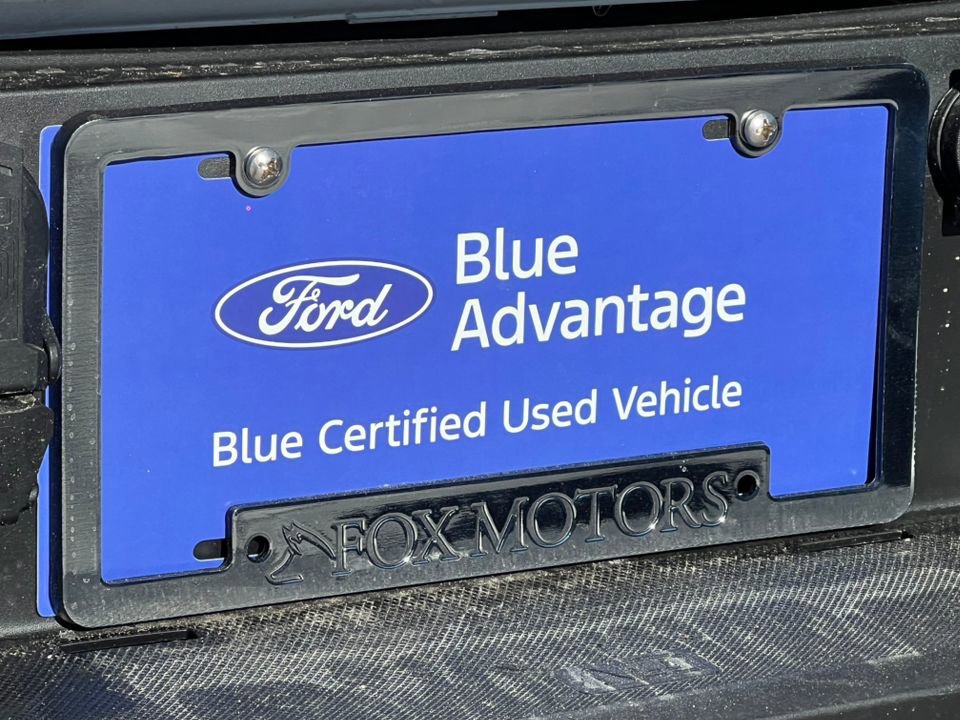 Ford
Blue
Advantage
Blue Certified Used Vehicle
FOX MOTORS